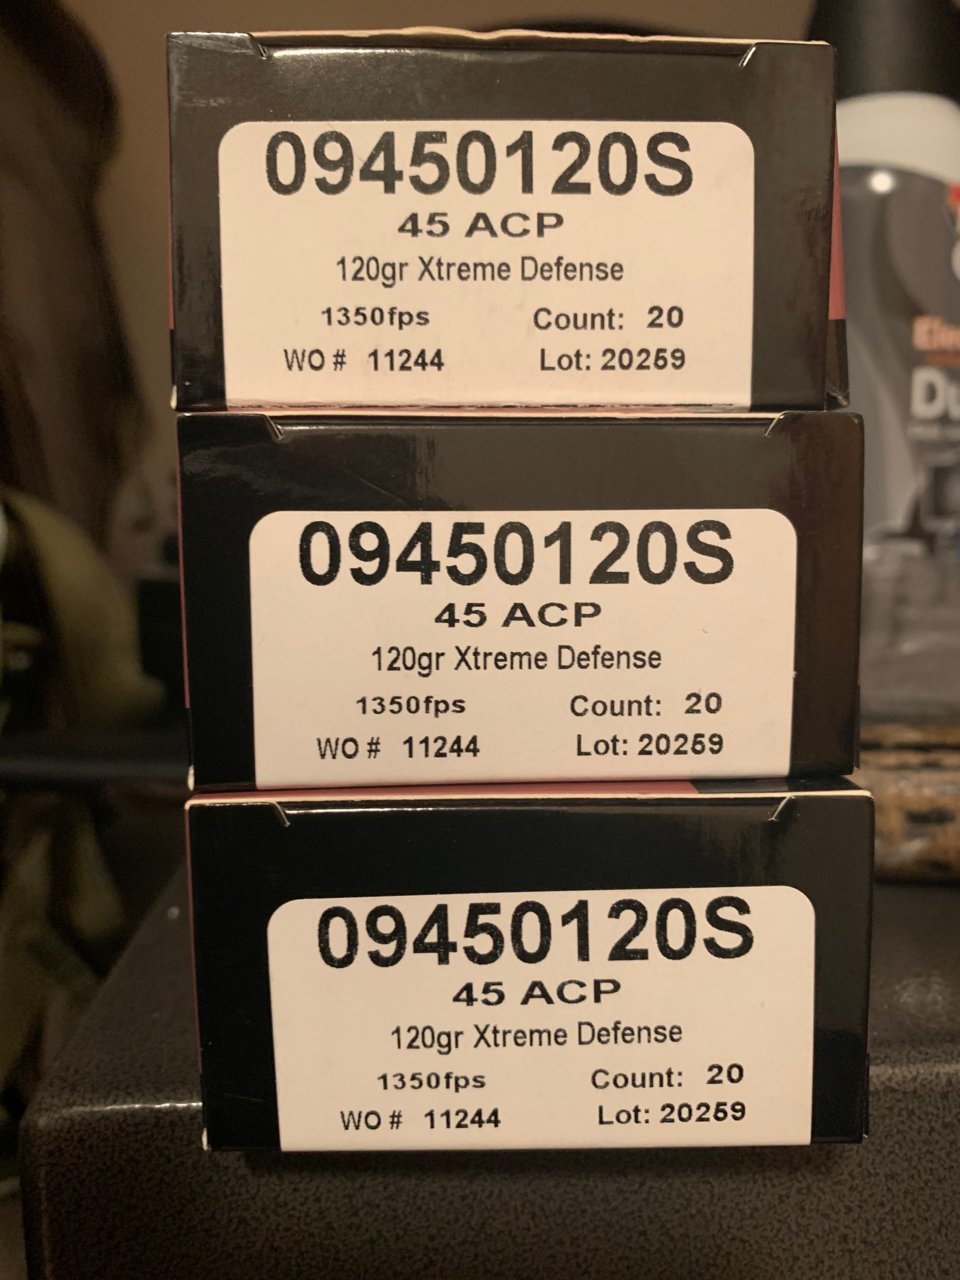 09450120S
45 ACP
120gr Xtreme Defense
1350fps Count: 20
WO # 11244 Lot: 20259
09450120S
45 ACP
120gr Xtreme Defense
1350fps Count: 20
WO # 11244 Lot: 20259
09450120S
45 ACP
120gr Xtreme Defense
1350fps Count: 20
WO # 11244 Lot: 20259